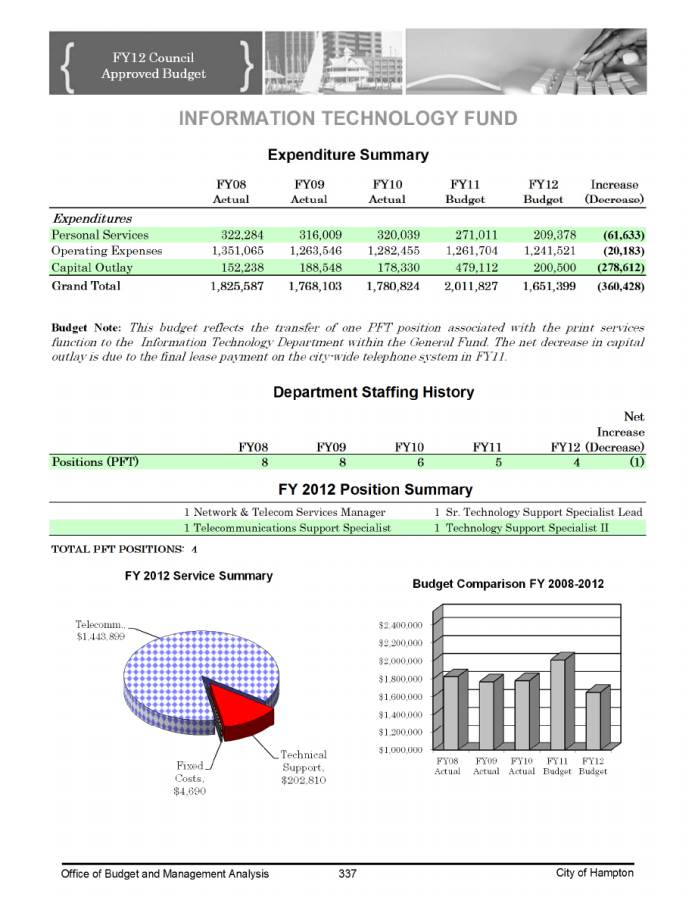 FY12 Council
Approved Budget
INFORMATION TECHNOLOGY FUND
Expenditure Summary
FY08 FY09 FY10 FY11 FY12 Increase
Actual Actual Actual Budget Budget (Decrease)
Expenditures
Personal Services 322,284 316,009 320,039 271,011 209,378 (61,633)
Operating Expenses 1,351,065 1,263,546 1,282,455 1,261,704 1,241,521 (20,183)
Capital Outlay 152,238 188,548 178,330 479,112 200,500 (278,612)
Grand Total 1,825,587 1,768,103 1,780,824 2,011,827 1,651,399 (360,428)
Budget Note: This budget reflects the transfer of one PFT position associated with the print services
function to the Information Technology Department within the General Fund. The net decrease in capital
outlay is due to the final lease payment on the city-wide telephone system in FY11.
Department Staffing History
Net
Increase
FY08 FY09 FY10 FY11 FY12 (Decrease)
Positions (PFT) 8 8 6 5 4 (1)
FY 2012 Position Summary
1 Network & Telecom Services Manager 1 Sr. Technology Support Specialist Lead
1 Telecommunications Support Specialist 1 Technology Support Specialist II
TOTAL PFT POSITIONS: 4
FY 2012 Service Summary
Telecomm.,
$1,443,899
Fixed
Costs,
$4,690
Technical
Support,
$202,810
Budget Comparison FY 2008-2012
$2,400,000
$2,200,000
$2,000,000
$1,800,000
$1,600,000
$1,400,000
$1,200,000
$1,000,000
FY08 FY09 FY10 FY11 FY12
Actual Actual Actual Budget Budget
Office of Budget and Management Analysis 337 City of Hampton